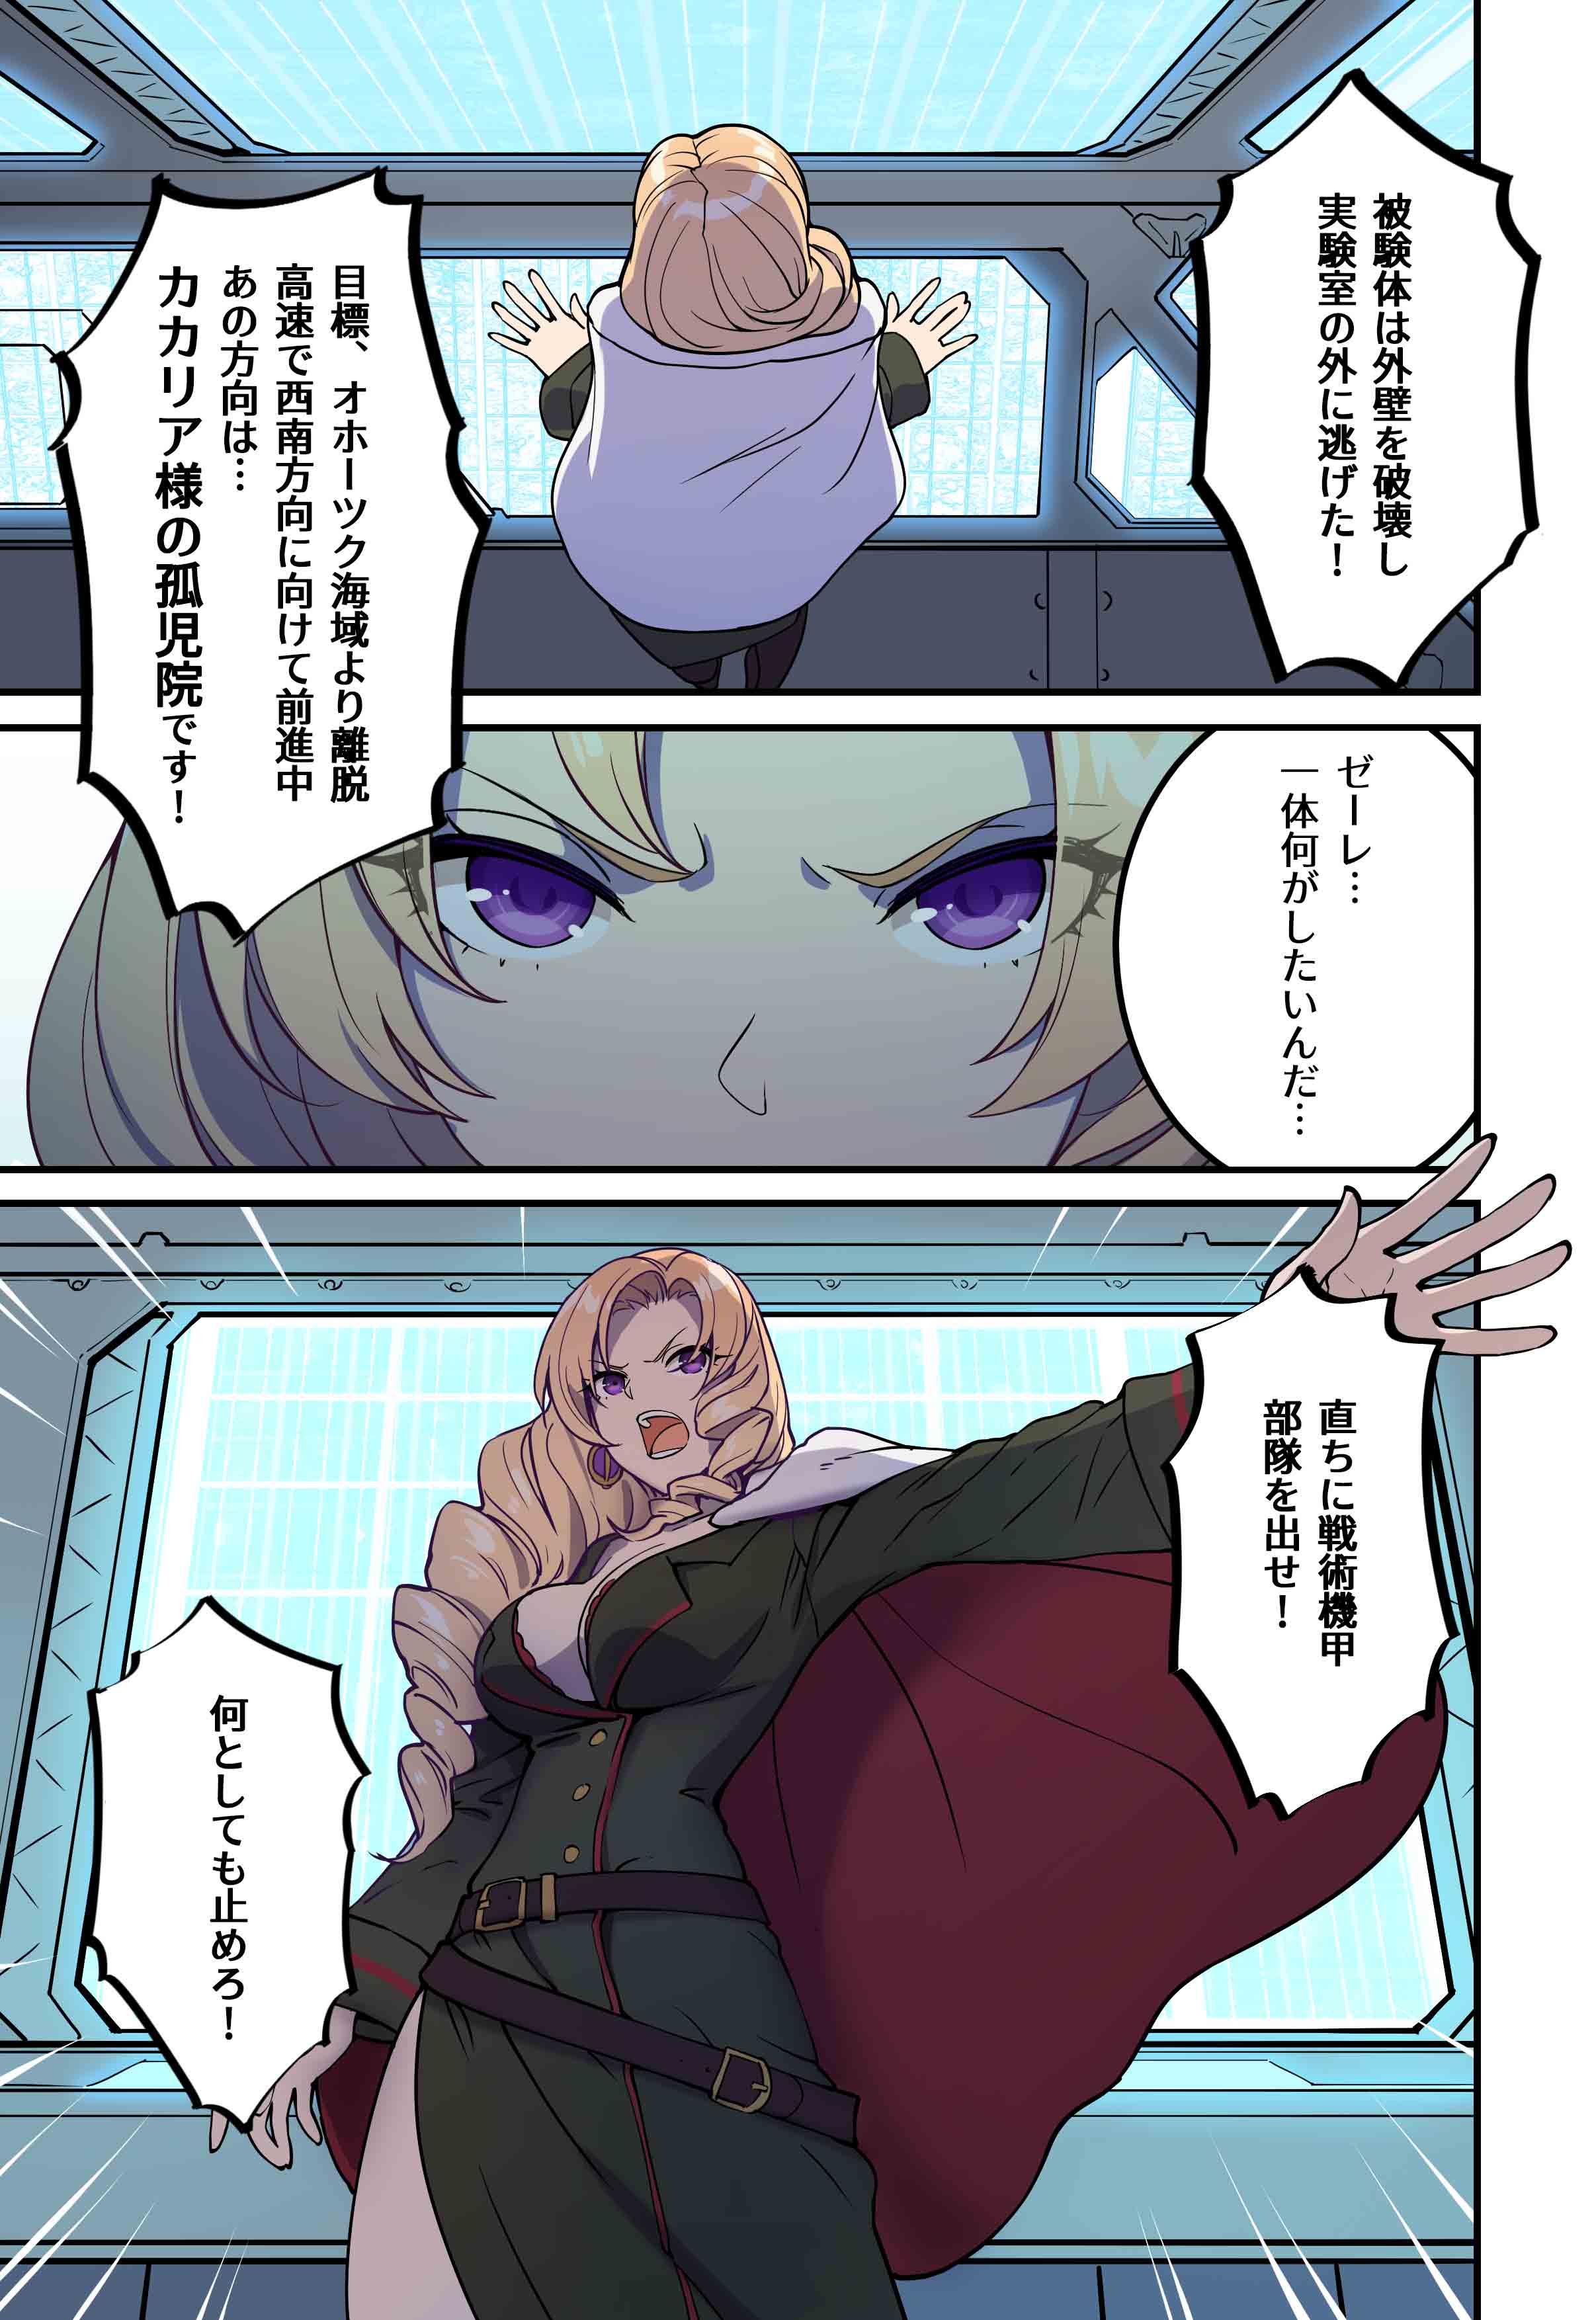 被験体は外壁を破壊し
実験室の外に逃げた！
目標、オホーツク海域より離脱
高速で西南方向に向けて前進中
あの方向は…
カカリア様の孤児院です！
ゼーレ…
一体何がしたいんだ…
直ちに戦術機甲
部隊を出せ！
何としても止めろ！